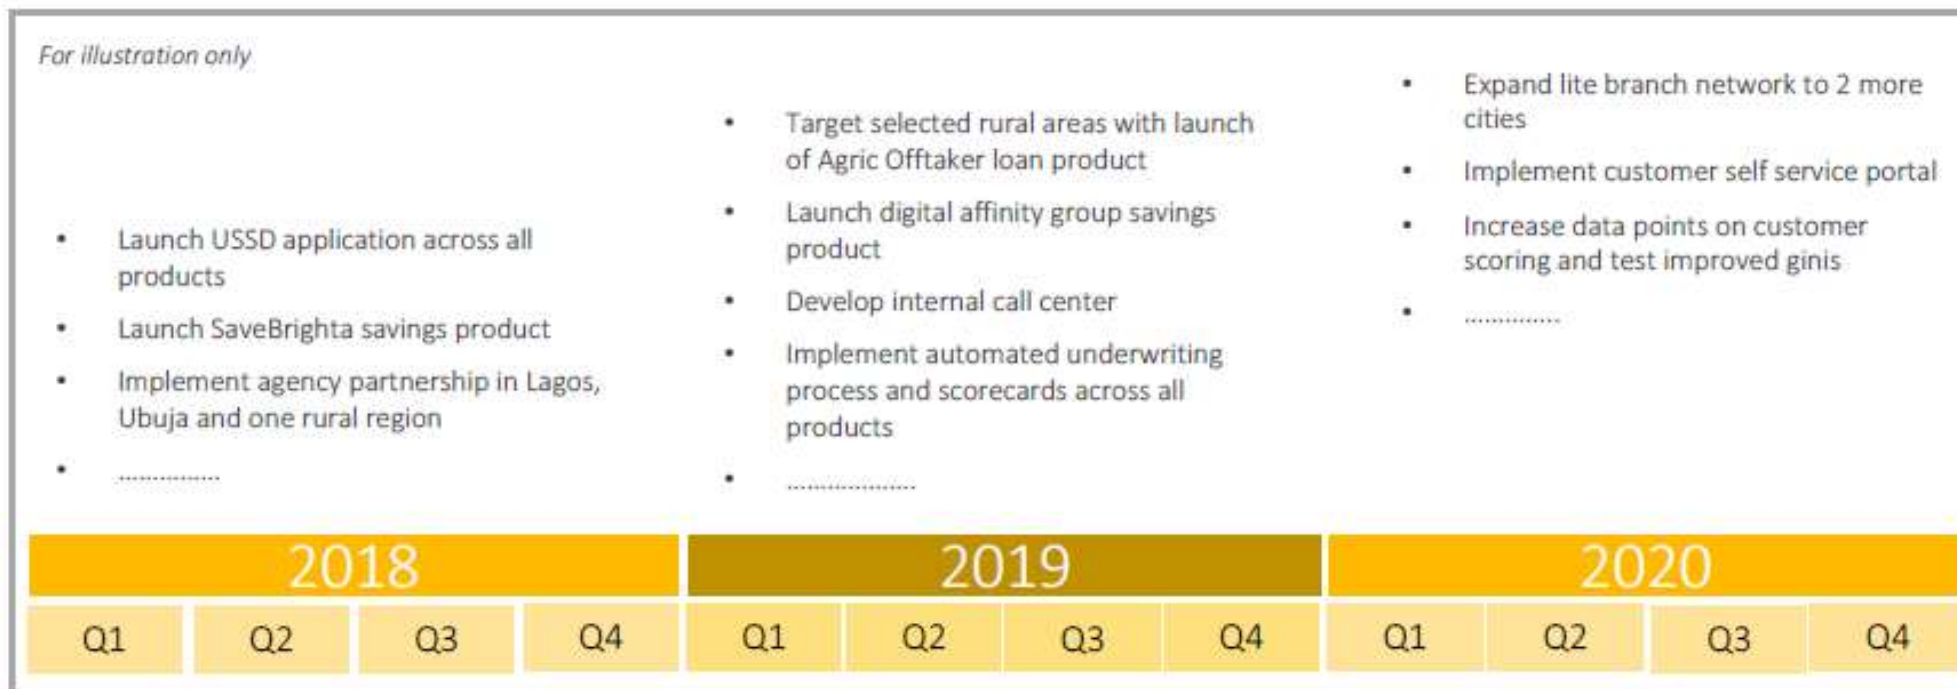 For illustration only
• Launch USSD application across all
products
• Launch SaveBrighta savings product
• Implement agency partnership in Lagos,
Ubuja and one rural region
• ...............
• Target selected rural areas with launch
of Agric Offtaker loan product
• Launch digital affinity group savings
product
• Develop internal call center
• Implement automated underwriting
process and scorecards across all
products
• ...................
• Expand lite branch network to 2 more
cities
• Implement customer self service portal
• Increase data points on customer
scoring and test improved ginis
• ..............
2018 2019 2020
Q1 Q2 Q3 Q4 Q1 Q2 Q3 Q4 Q1 Q2 Q3 Q4